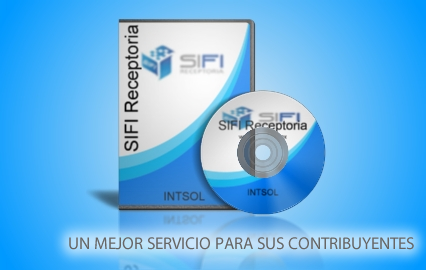 SIFI Receptoria
SIFI
RECEPTORIA
INTSOL
SIFI
SIFI Receptoria
INTSOL
UN MEJOR SERVICIO PARA SUS CONTRIBUYENTES